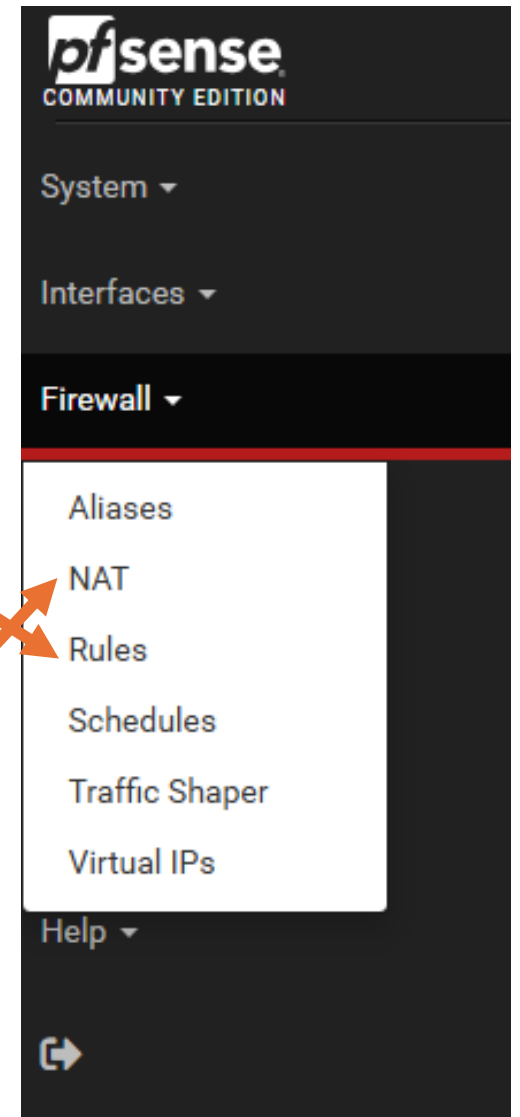 pfsense
COMMUNITY EDITION
System
Interfaces
Firewall
Aliases
NAT
Rules
Schedules
Traffic Shaper
Virtual IPs
Help